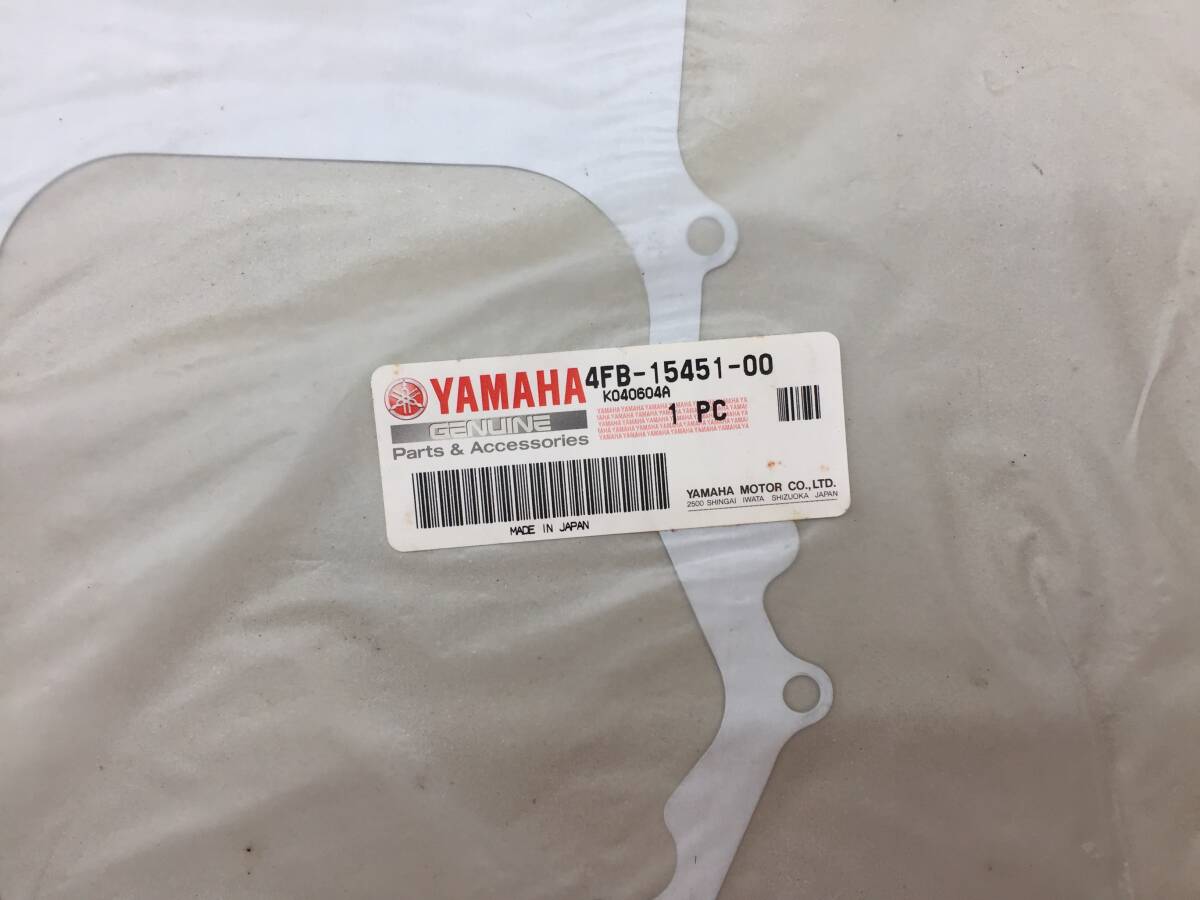 YAMAHA 4FB-15451-00
K040604A
GENUINE
1 PC
Parts & Accessories
YAMAHA MOTOR CO.,LTD.
2500 SHINGAI IWATA SHIZUOKA JAPAN
MADE IN JAPAN